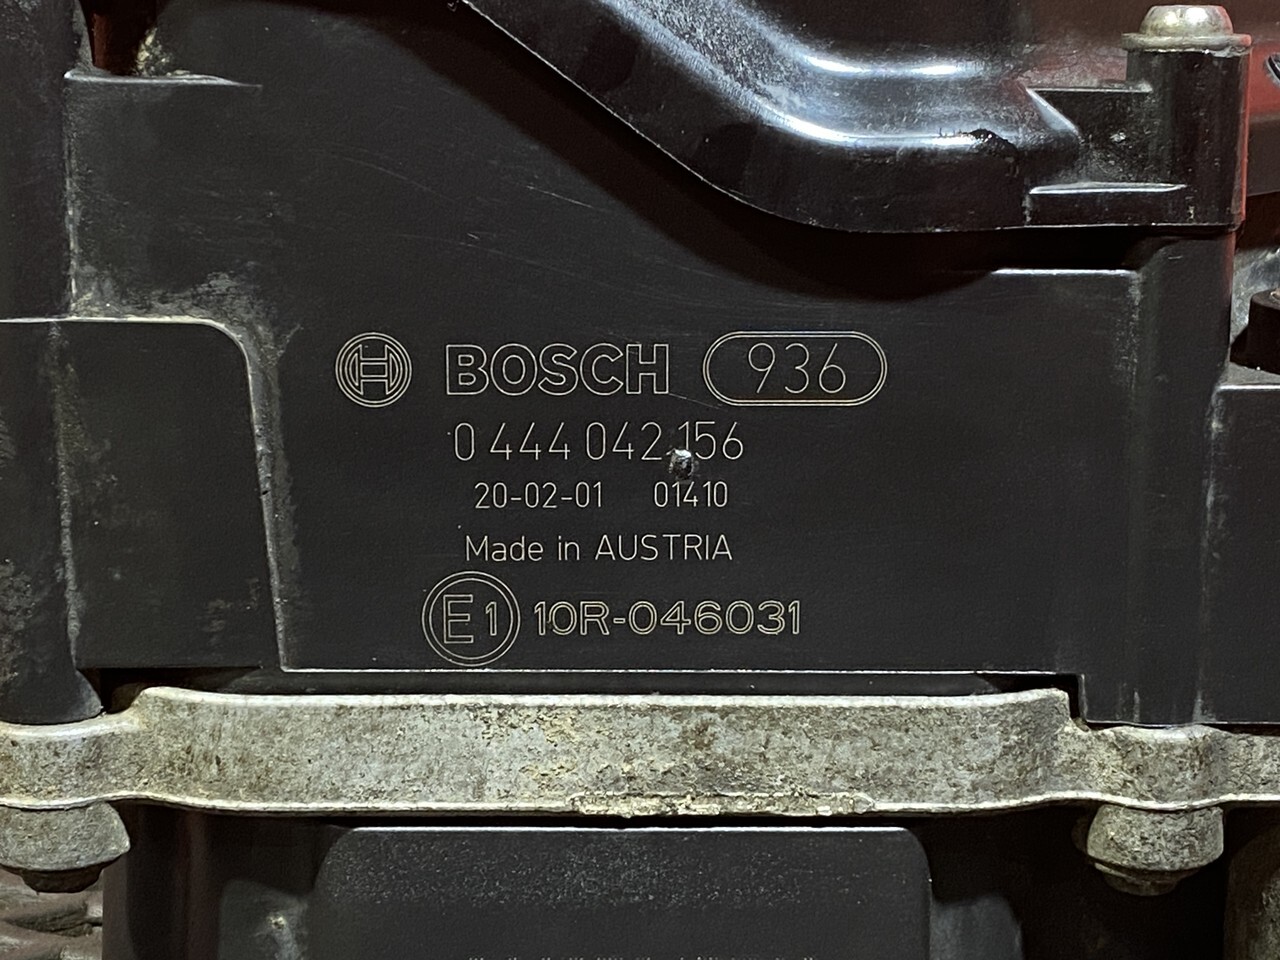 BOSCH 936
0 444 042 156
20-02-01 01410
Made in AUSTRIA
E1 10R-046031